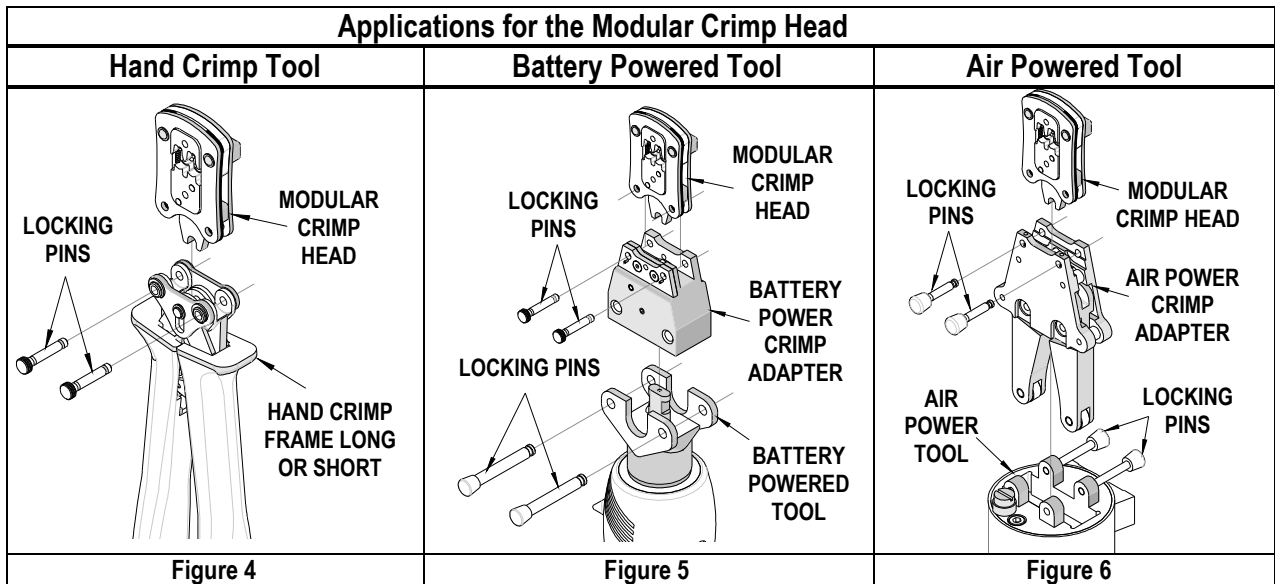 Applications for the Modular Crimp Head
Hand Crimp Tool
Battery Powered Tool
Air Powered Tool
MODULAR
CRIMP
HEAD
LOCKING
PINS
HAND CRIMP
FRAME LONG
OR SHORT
MODULAR
CRIMP
HEAD
LOCKING
PINS
BATTERY
POWER
CRIMP
ADAPTER
LOCKING PINS
BATTERY
POWERED
TOOL
LOCKING
PINS
MODULAR
CRIMP HEAD
AIR POWER
CRIMP
ADAPTER
AIR
POWER
TOOL
LOCKING
PINS
Figure 4
Figure 5
Figure 6